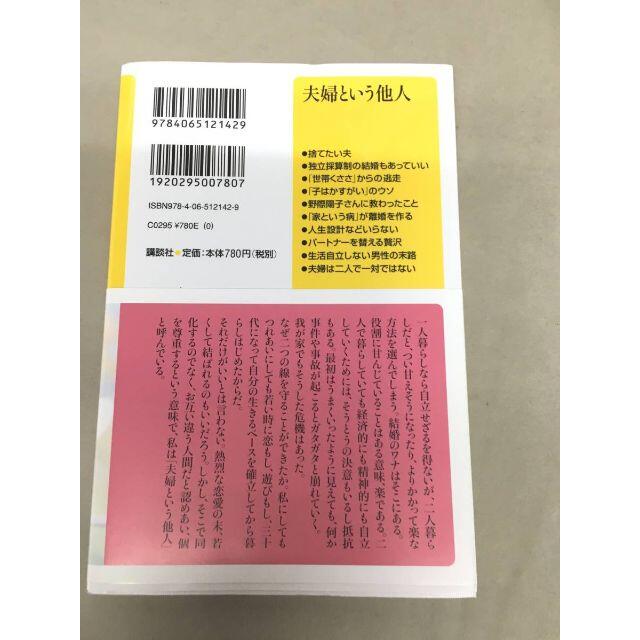 9784065121429
1920295007807
ISBN978-4-06-512142-9
C0295 ¥780E (0)
講談社●定価:本体780円(税別)
夫婦という他人
●捨てたい夫
●独立採算制の結婚もあっていい
●「世帯くささ」からの逃走
●「子はかすがい」のウソ
●野際陽子さんに教わったこと
●「家という病」が離婚を作る
●人生設計などいらない
●パートナーを替える贅沢
●生活自立しない男性の末路
●夫婦は二人で一対ではない
一人暮らしなら自立せざるを得ないが、二人暮ら
しだと、つい甘えそうになったり、よりかかって楽な
方法を選んでしまう。結婚のワナはそこにある。
役割に甘んじていることはある意味、楽である。二
人で暮らしていても経済的にも精神的にも自立
していくためには、そうとうの決意もいるし抵抗
もある。最初はうまくいったように見えても、何か
事件や事故が起こるとガタガタと崩れていく。
我が家でもそうした危機はあった。
なぜ二つの線を守ることができたか。私にしても
つれあいにしても若い時に恋もし、遊びもし、三十
代になって自分の生きるペースを確立してから暮
らしはじめたからだ。
それだけがいいとは言わない。熱烈な恋愛の末、若
くして結ばれるのもいいだろう。しかし、そこで同
化するのでなく、お互い違う人間だと認めあい、個
を尊重するという意味で、私は「夫婦という他人」
と呼んでいる。